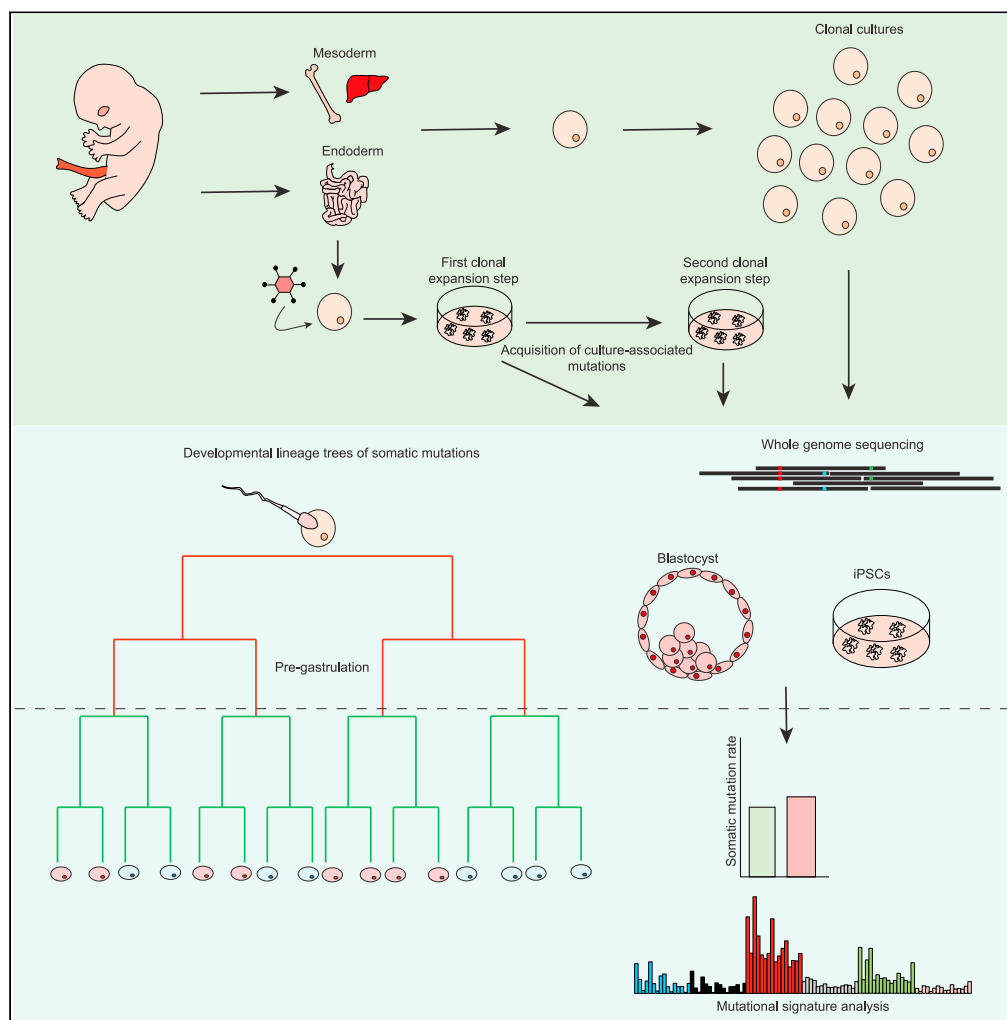 Clonal cultures
Mesoderm
Endoderm
First clonal
expansion step
Second clonal
expansion step
Acquisition of culture-associated
mutations
Whole genome sequencing
Developmental lineage trees of somatic mutations
Blastocyst
iPSCs
Pre-gastrulation
Somatic mutation rate
Mutational signature analysis